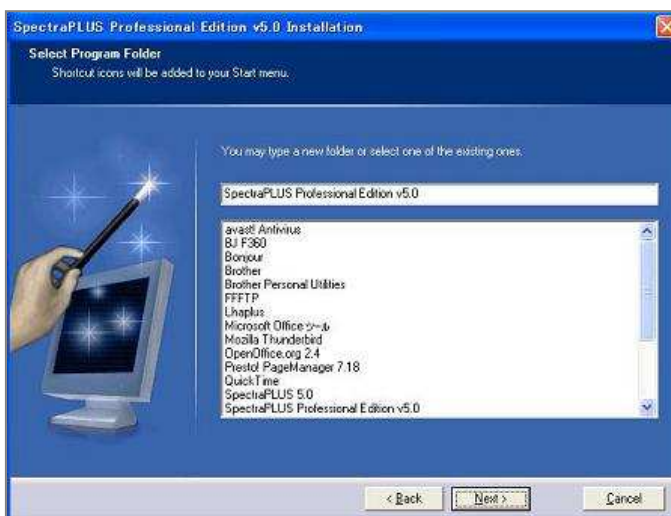 SpectraPLUS Professional Edition v5.0 Installation
Select Program Folder
Shortcut icons will be added to your Start menu.
You may type a new folder or select one of the existing ones.
SpectraPLUS Professional Edition v5.0
avast! Antivirus
BJ F360
Bonjour
Brother
Brother Personal Utilities
FFFTP
Lhaplus
Microsoft Office ツール
Mozilla Thunderbird
OpenOffice.org 2.4
Presto! PageManager 7.18
QuickTime
SpectraPLUS 5.0
SpectraPLUS Professional Edition v5.0
< Back
Next >
Cancel